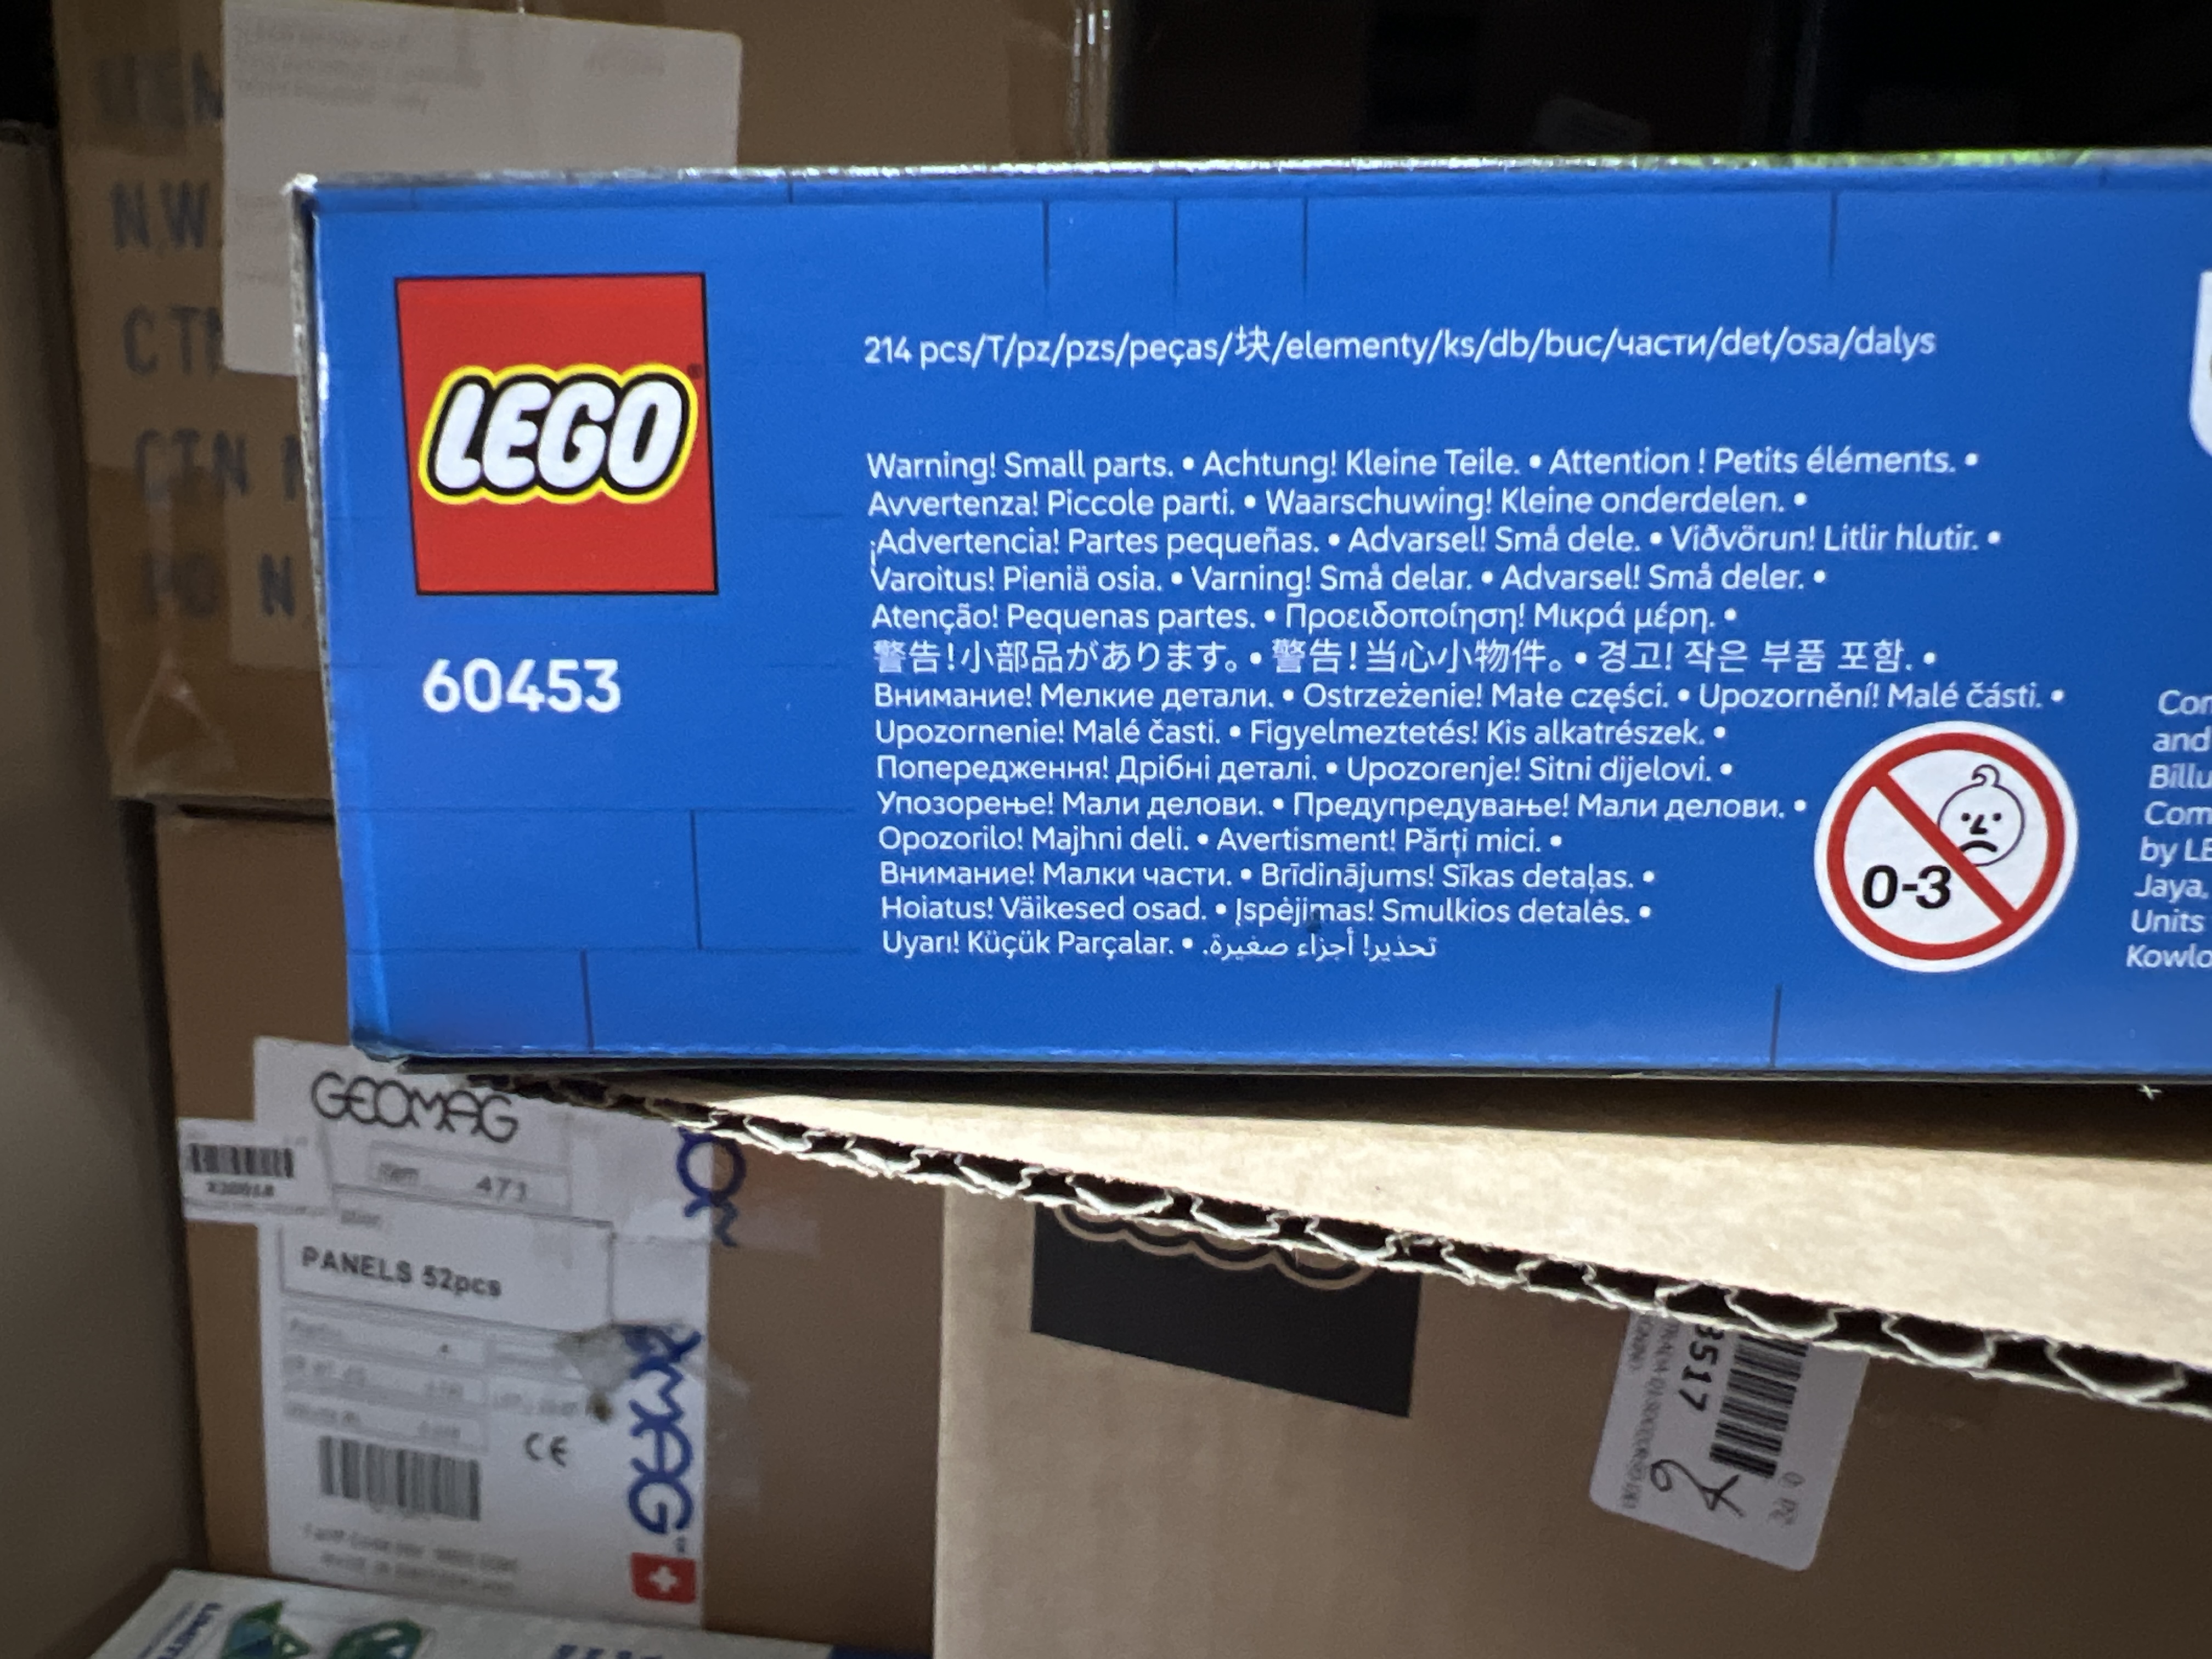 LEGO
60453
214 pcs/T/pz/pzs/peças/块/elementy/ks/db/buc/части/det/osa/dalys
Warning! Small parts. • Achtung! Kleine Teile. • Attention ! Petits éléments. •
Avvertenza! Piccole parti. • Waarschuwing! Kleine onderdelen. •
¡Advertencia! Partes pequeñas. • Advarsel! Små dele. • Viðvörun! Litlir hlutir. •
Varoitus! Pieniä osia. • Varning! Små delar. • Advarsel! Små deler. •
Atenção! Pequenas partes. • Προειδοποίηση! Μικρά μέρη. •
警告!小部品があります。• 警告!当心小物件。• 경고! 작은 부품 포함. •
Внимание! Мелкие детали. • Ostrzeżenie! Małe części. • Upozornění! Malé části. •
Upozornenie! Malé časti. • Figyelmeztetés! Kis alkatrészek. •
Попередження! Дрібні деталі. • Upozorenje! Sitni dijelovi. •
Упозорење! Мали делови. • Предупредување! Мали делови. •
Opozorilo! Majhni deli. • Avertisment! Părți mici. •
Внимание! Малки части. • Brīdinājums! Sīkas detaļas. •
Hoiatus! Väikesed osad. • Įspėjimas! Smulkios detalės. •
Uyarı! Küçük Parçalar. • تحذير! أجزاء صغيرة.
0-3
and
by LE
Jaya.
Units
N.W
GEOMAG
Item 471
PANELS 52pcs
CE
3517